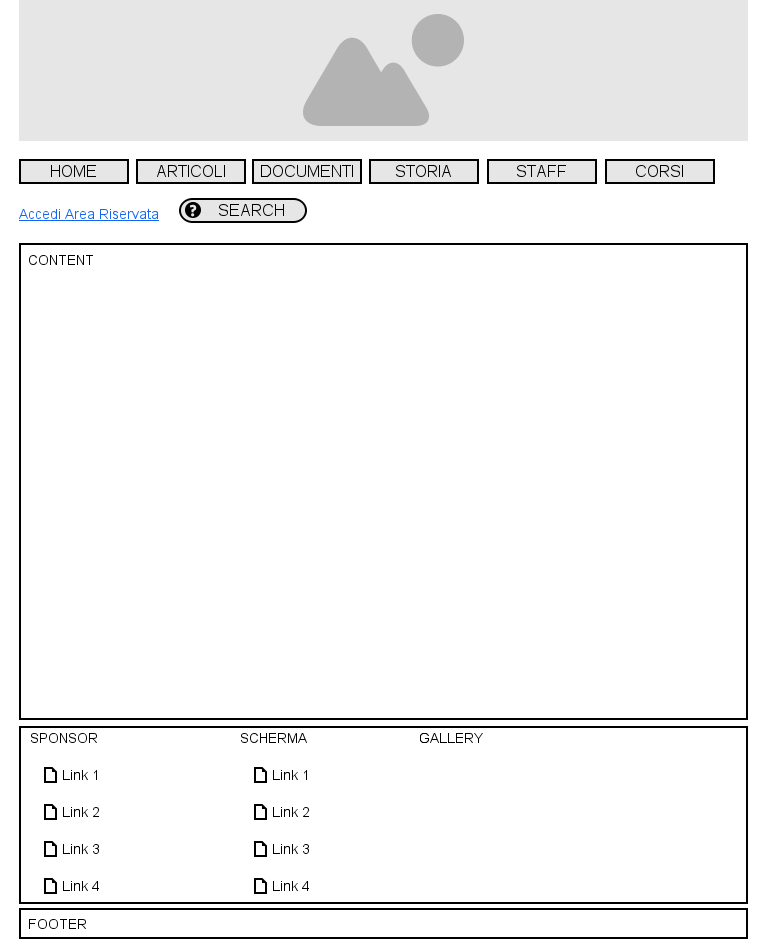 HOME ARTICOLI DOCUMENTI STORIA STAFF CORSI
Accedi Area Riservata ? SEARCH
CONTENT
SPONSOR SCHERMA GALLERY
Link 1 Link 1
Link 2 Link 2
Link 3 Link 3
Link 4 Link 4
FOOTER